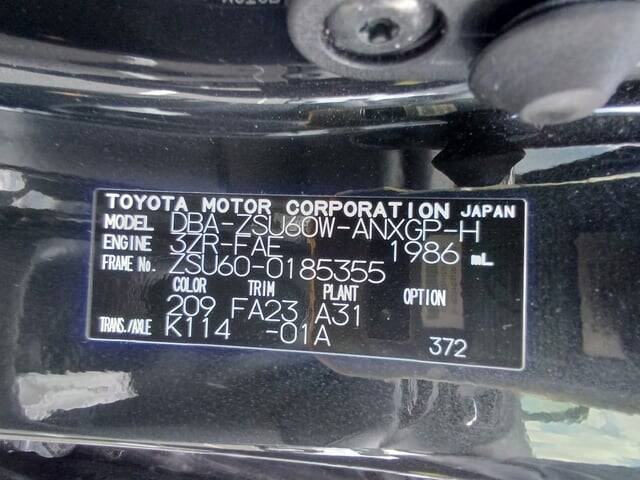 TOYOTA MOTOR CORPORATION JAPAN
MODEL DBA-ZSU60W-ANXGP-H
ENGINE 3ZR-FAE 1986 mL
FRAME No. ZSU60-0185355
COLOR TRIM PLANT OPTION
209 FA23 A31
TRANS./AXLE K114 -01A
372